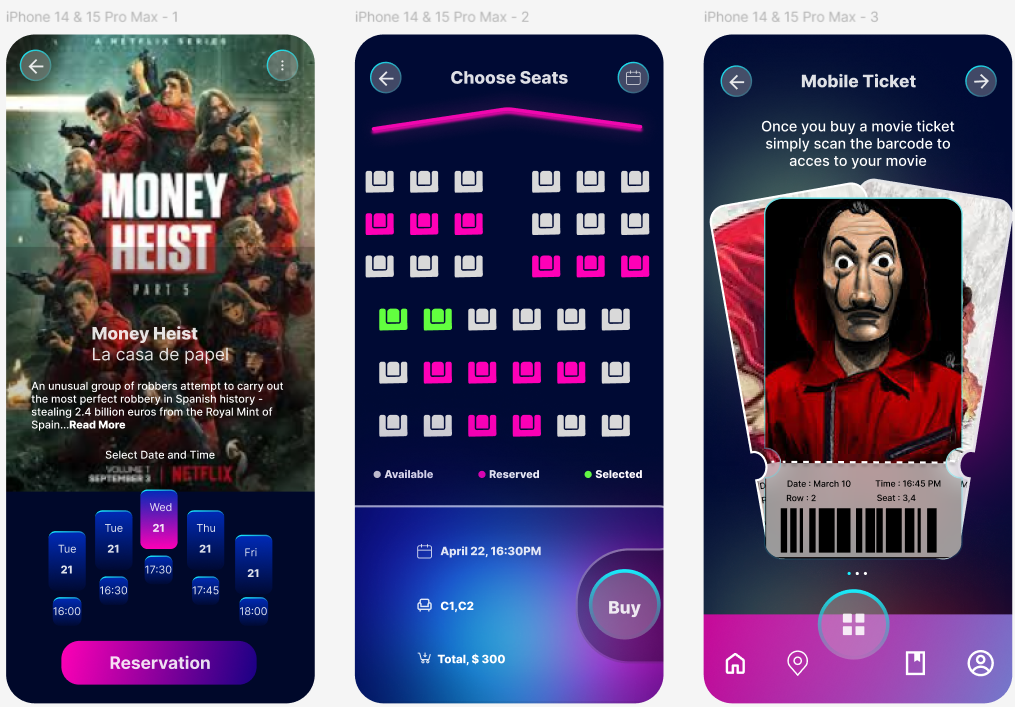 iPhone 14 & 15 Pro Max - 1
A NETFLIX SERIES
MONEY
HEIST
PART 5
Money Heist
La casa de papel
An unusual group of robbers attempt to carry out
the most perfect robbery in Spanish history -
stealing 2.4 billion euros from the Royal Mint of
Spain...Read More
Select Date and Time
VOLUME 1
SEPTEMBER 3 | NETFLIX
Tue
21
16:00
Tue
21
16:30
Wed
21
17:30
Thu
21
17:45
Fri
21
18:00
Reservation
iPhone 14 & 15 Pro Max - 2
Choose Seats
Available
Reserved
Selected
April 22, 16:30PM
C1,C2
Total, $ 300
Buy
iPhone 14 & 15 Pro Max - 3
Mobile Ticket
Once you buy a movie ticket
simply scan the barcode to
acces to your movie
Date : March 10 Time : 16:45 PM
Row : 2 Seat : 3,4